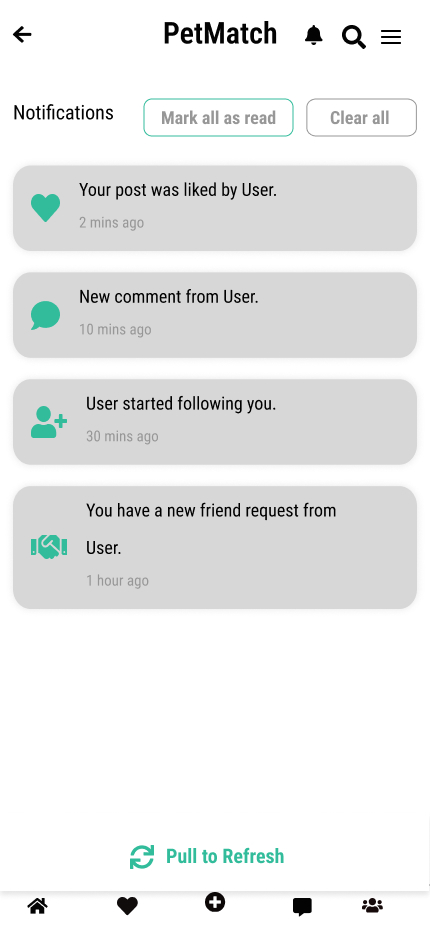 PetMatch
Notifications
Mark all as read
Clear all
Your post was liked by User.
2 mins ago
New comment from User.
10 mins ago
User started following you.
30 mins ago
You have a new friend request from
User.
1 hour ago
Pull to Refresh